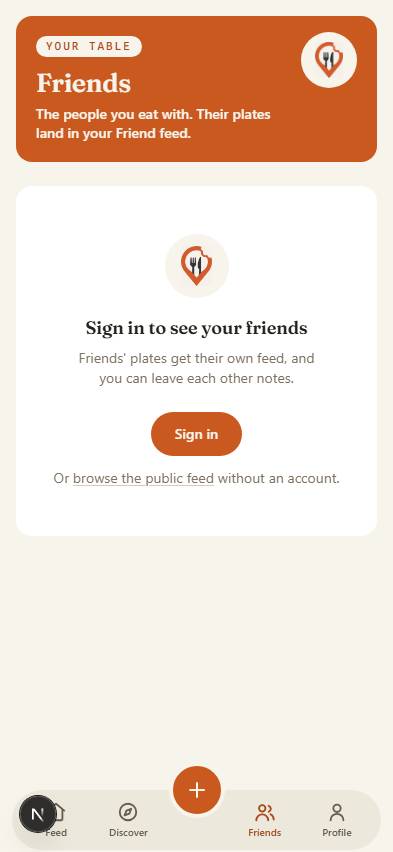 YOUR TABLE
Friends
The people you eat with. Their plates
land in your Friend feed.
Sign in to see your friends
Friends' plates get their own feed, and
you can leave each other notes.
Sign in
Or browse the public feed without an account.
N
Feed
Discover
Friends
Profile